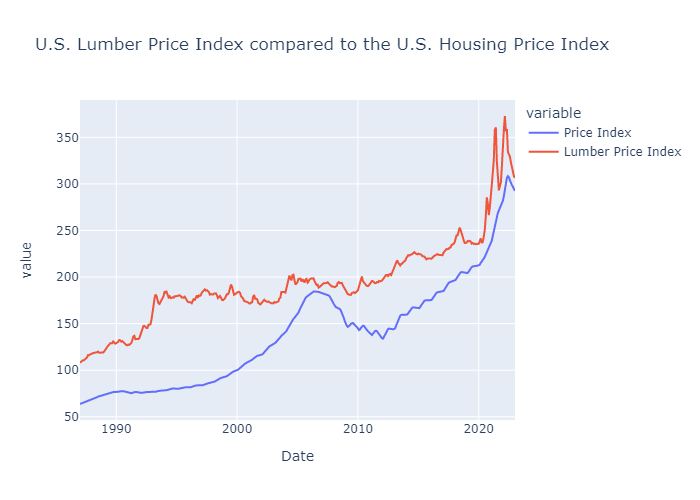 U.S. Lumber Price Index compared to the U.S. Housing Price Index
variable
Price Index
Lumber Price Index
value
350
300
250
200
150
100
50
1990 2000 2010 2020
Date